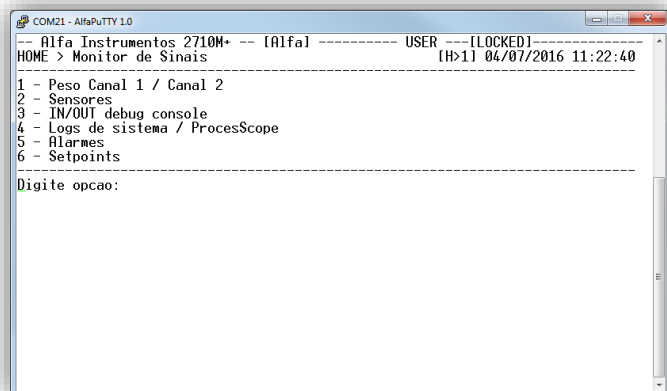 COM21 - AlfaPuTTY 1.0
-- Alfa Instrumentos 2710M+ -- [Alfa] ---------- USER ---[LOCKED]--------------
HOME > Monitor de Sinais [H>1] 04/07/2016 11:22:40
--------------------------------------------------------------------------------
1 - Peso Canal 1 / Canal 2
2 - Sensores
3 - IN/OUT debug console
4 - Logs de sistema / ProcesScope
5 - Alarmes
6 - Setpoints
--------------------------------------------------------------------------------
Digite opcao: